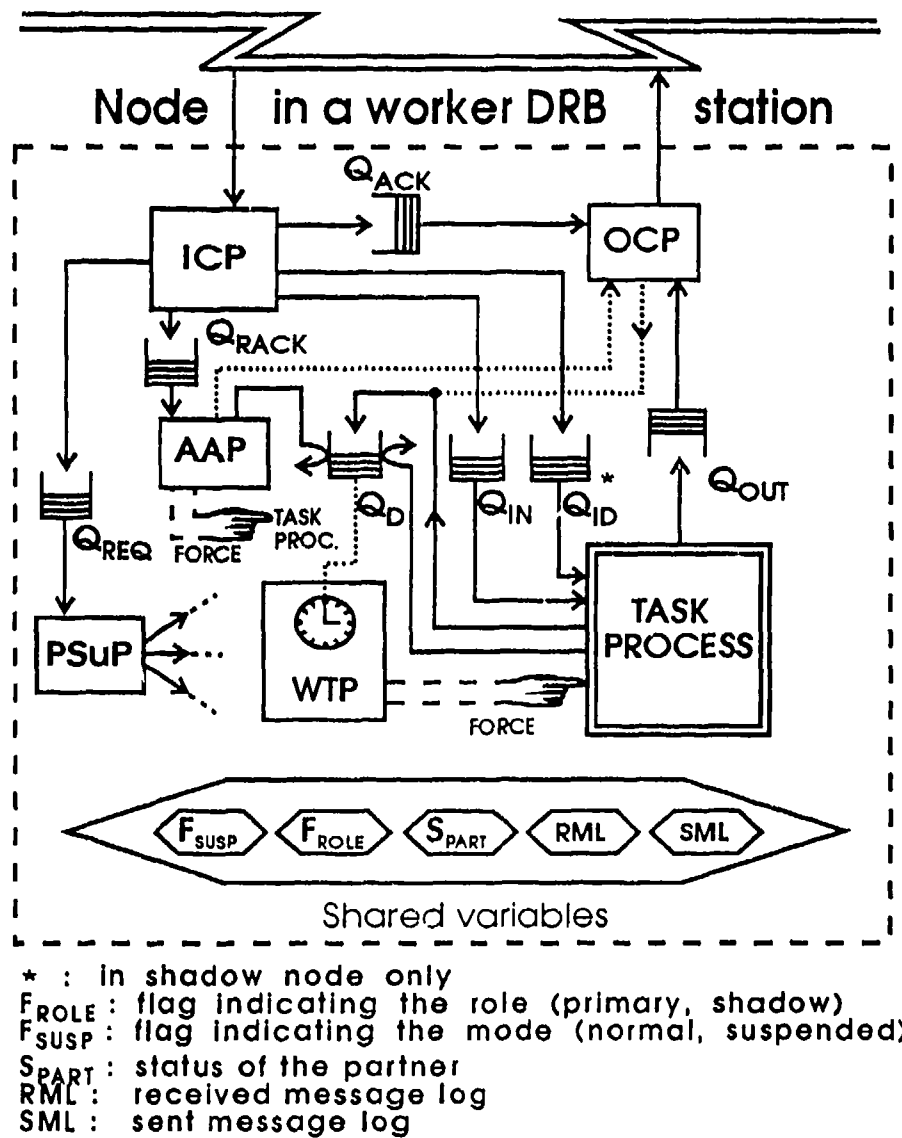 Node in a worker DRB station
QACK
ICP
OCP
QRACK
AAP
QD
QIN
QID*
QOUT
TASK
PROC.
FORCE
QREQ
TASK
PROCESS
PSuP
WTP
FORCE
FSUSP
FROLE
SPART
RML
SML
Shared variables
* : in shadow node only
FROLE : flag indicating the role (primary, shadow)
FSUSP : flag indicating the mode (normal, suspended)
SPART : status of the partner
RML : received message log
SML : sent message log